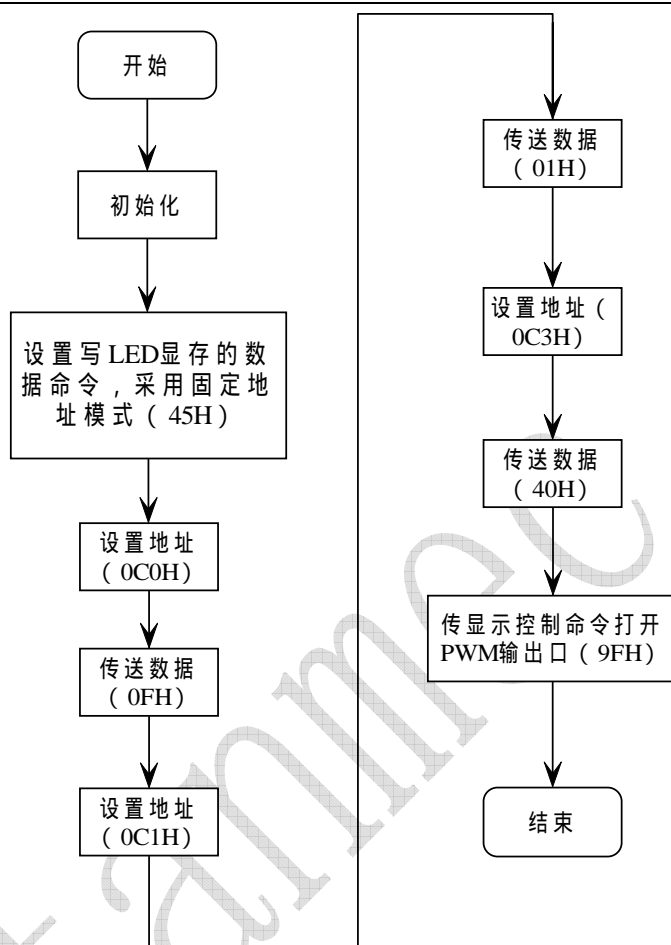 开始
初始化
设置写LED显存的数
据命令，采用固定地
址模式（45H）
设置地址
（0C0H）
传送数据
（0FH）
设置地址
（0C1H）
传送数据
（01H）
设置地址（
0C3H）
传送数据
（40H）
传显示控制命令打开
PWM输出口（9FH）
结束